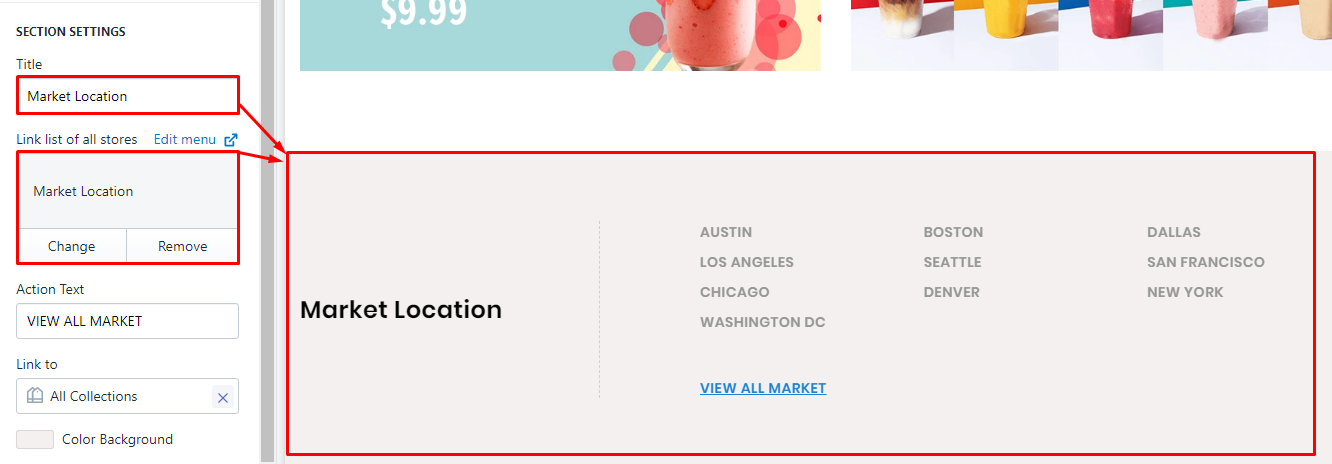 SECTION SETTINGS
Title
Market Location
Link list of all stores Edit menu
Market Location
Change Remove
Action Text
VIEW ALL MARKET
Link to
All Collections
Color Background
$9.99
Market Location
AUSTIN BOSTON DALLAS
LOS ANGELES SEATTLE SAN FRANCISCO
CHICAGO DENVER NEW YORK
WASHINGTON DC
VIEW ALL MARKET